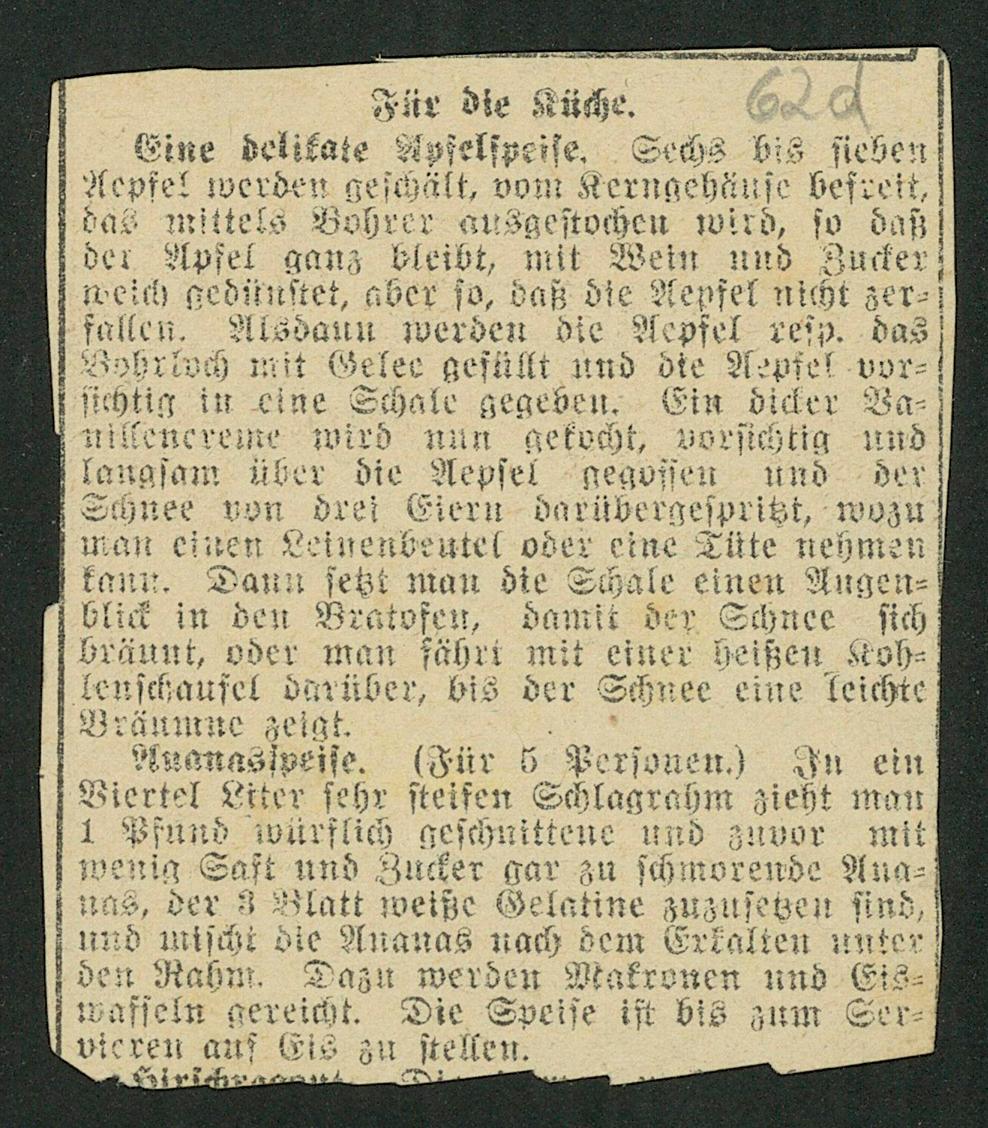 62d
Für die Küche.
Eine delikate Apfelspeise. Sechs bis sieben
Aepfel werden geschält, vom Kerngehäuse befreit,
das mittels Bohrer ausgestochen wird, so daß
der Apfel ganz bleibt, mit Wein und Zucker
weich gedünstet, aber so, daß die Aepfel nicht zer-
fallen. Alsdann werden die Aepfel resp. das
Bohrloch mit Gelee gefüllt und die Aepfel vor-
sichtig in eine Schale gegeben. Ein dicker Va-
nillencreme wird nun gekocht, vorsichtig und
langsam über die Aepfel gegossen und der
Schnee von drei Eiern darübergespritzt, wozu
man einen Leinenbeutel oder eine Tüte nehmen
kann. Dann setzt man die Schale einen Augen-
blick in den Bratofen, damit der Schnee sich
bräunt, oder man fährt mit einer heißen Koh-
lenschaufel darüber, bis der Schnee eine leichte
Bräumne zeigt.
Ananasspeise. (Für 5 Personen.) In ein
Viertel Liter sehr steifen Schlagrahm zieht man
1 Pfund würflich geschnittene und zuvor mit
wenig Saft und Zucker gar zu schmorende Ana-
nas, der 3 Blatt weiße Gelatine zuzusetzen sind,
und mischt die Ananas nach dem Erkalten unter
den Rahm. Dazu werden Makronen und Eis-
waffeln gereicht. Die Speise ist bis zum Ser-
vieren auf Eis zu stellen.
Hirschragout.